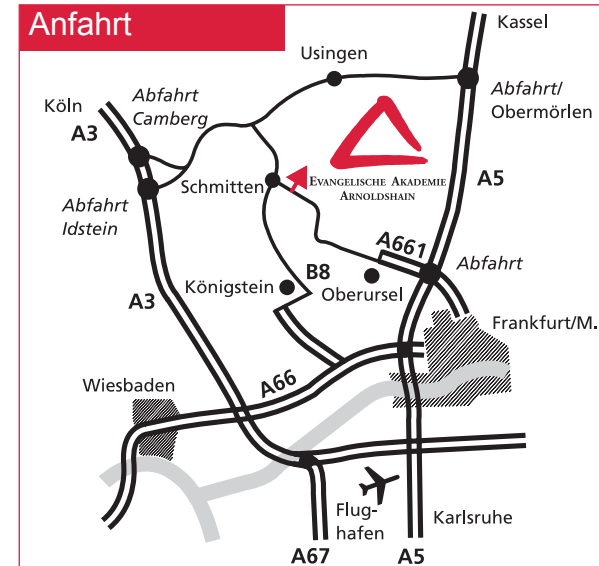 Anfahrt
Kassel
Usingen
Köln
Abfahrt
Camberg
Abfahrt/
Obermörlen
A3
Schmitten
EVANGELISCHE AKADEMIE
ARNOLDSHAIN
A5
Abfahrt
Idstein
A661
Abfahrt
B8
Königstein
Oberursel
A3
Frankfurt/M.
Wiesbaden
A66
Flug-
hafen
Karlsruhe
A67
A5